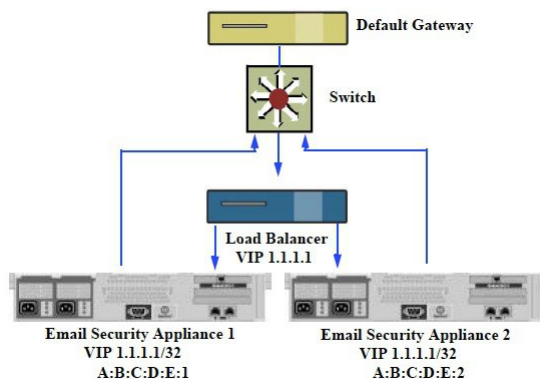 Default Gateway
Switch
Load Balancer
VIP 1.1.1.1
Email Security Appliance 1
VIP 1.1.1.1/32
A:B:C:D:E:1
Email Security Appliance 2
VIP 1.1.1.1/32
A:B:C:D:E:2